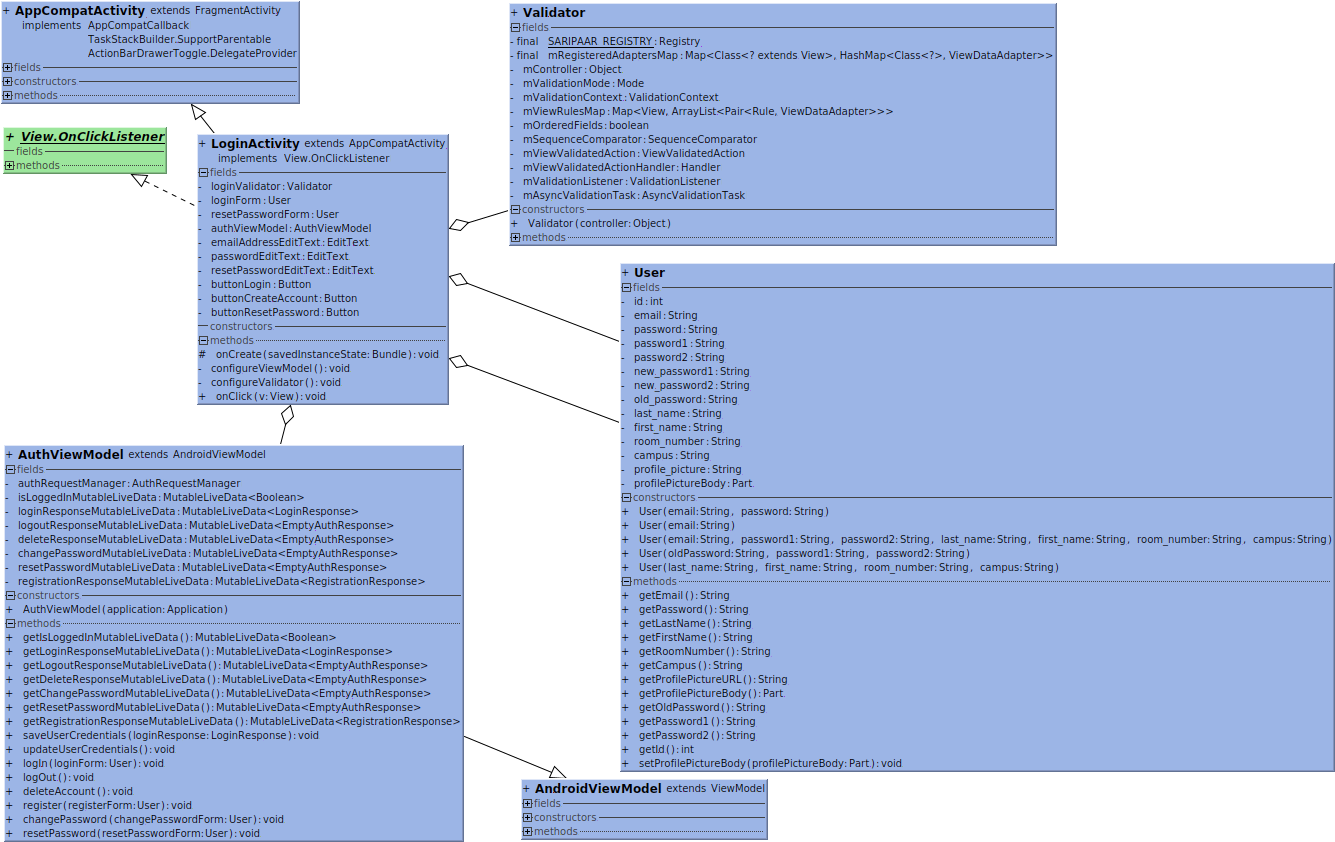 + AppCompatActivity extends FragmentActivity
implements AppCompatCallback
TaskStackBuilder.SupportParentable
ActionBarDrawerToggle.DelegateProvider
fields
constructors
methods
+ View.OnClickListener
fields
methods
+ LoginActivity extends AppCompatActivity
implements View.OnClickListener
fields
- loginValidator: Validator
- loginForm: User
- resetPasswordForm: User
- authViewModel: AuthViewModel
- emailAddressEditText: EditText
- passwordEditText: EditText
- resetPasswordEditText: EditText
- buttonLogin: Button
- buttonCreateAccount: Button
- buttonResetPassword: Button
constructors
methods
# onCreate(savedInstanceState: Bundle): void
- configureViewModel(): void
- configureValidator(): void
+ onClick(v: View): void
+ Validator
fields
- final SARIPAAR_REGISTRY: Registry
- final mRegisteredAdaptersMap: Map<Class<? extends View>, HashMap<Class<?>, ViewDataAdapter>>
- mController: Object
- mValidationMode: Mode
- mValidationContext: ValidationContext
- mViewRulesMap: Map<View, ArrayList<Pair<Rule, ViewDataAdapter>>>
- mOrderedFields: boolean
- mSequenceComparator: SequenceComparator
- mViewValidatedAction: ViewValidatedAction
- mViewValidatedActionHandler: Handler
- mValidationListener: ValidationListener
- mAsyncValidationTask: AsyncValidationTask
constructors
+ Validator(controller: Object)
methods
+ User
fields
- id: int
- email: String
- password: String
- password1: String
- password2: String
- new_password1: String
- new_password2: String
- old_password: String
- last_name: String
- first_name: String
- room_number: String
- campus: String
- profile_picture: String
- profilePictureBody: Part
constructors
+ User(email: String, password: String)
+ User(email: String)
+ User(email: String, password1: String, password2: String, last_name: String, first_name: String, room_number: String, campus: String)
+ User(oldPassword: String, password1: String, password2: String)
+ User(last_name: String, first_name: String, room_number: String, campus: String)
methods
+ getEmail(): String
+ getPassword(): String
+ getLastName(): String
+ getFirstName(): String
+ getRoomNumber(): String
+ getCampus(): String
+ getProfilePictureURL(): String
+ getProfilePictureBody(): Part
+ getOldPassword(): String
+ getPassword1(): String
+ getPassword2(): String
+ getId(): int
+ setProfilePictureBody(profilePictureBody: Part): void
+ AuthViewModel extends AndroidViewModel
fields
- authRequestManager: AuthRequestManager
- isLoggedInMutableLiveData: MutableLiveData<Boolean>
- loginResponseMutableLiveData: MutableLiveData<LoginResponse>
- logoutResponseMutableLiveData: MutableLiveData<EmptyAuthResponse>
- deleteResponseMutableLiveData: MutableLiveData<EmptyAuthResponse>
- changePasswordMutableLiveData: MutableLiveData<EmptyAuthResponse>
- resetPasswordMutableLiveData: MutableLiveData<EmptyAuthResponse>
- registrationResponseMutableLiveData: MutableLiveData<RegistrationResponse>
constructors
+ AuthViewModel(application: Application)
methods
+ getIsLoggedInMutableLiveData(): MutableLiveData<Boolean>
+ getLoginResponseMutableLiveData(): MutableLiveData<LoginResponse>
+ getLogoutResponseMutableLiveData(): MutableLiveData<EmptyAuthResponse>
+ getDeleteResponseMutableLiveData(): MutableLiveData<EmptyAuthResponse>
+ getChangePasswordMutableLiveData(): MutableLiveData<EmptyAuthResponse>
+ getResetPasswordMutableLiveData(): MutableLiveData<EmptyAuthResponse>
+ getRegistrationResponseMutableLiveData(): MutableLiveData<RegistrationResponse>
+ saveUserCredentials(loginResponse: LoginResponse): void
+ updateUserCredentials(): void
+ logIn(loginForm: User): void
+ logOut(): void
+ deleteAccount(): void
+ register(registerForm: User): void
+ changePassword(changePasswordForm: User): void
+ resetPassword(resetPasswordForm: User): void
+ AndroidViewModel extends ViewModel
fields
constructors
methods